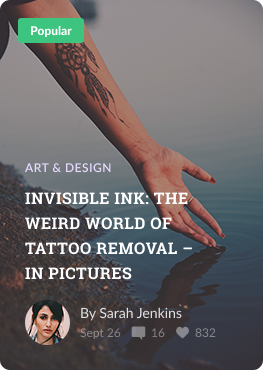 Popular
ART & DESIGN
INVISIBLE INK: THE
WEIRD WORLD OF
TATTOO REMOVAL –
IN PICTURES
By Sarah Jenkins
Sept 26 16 832